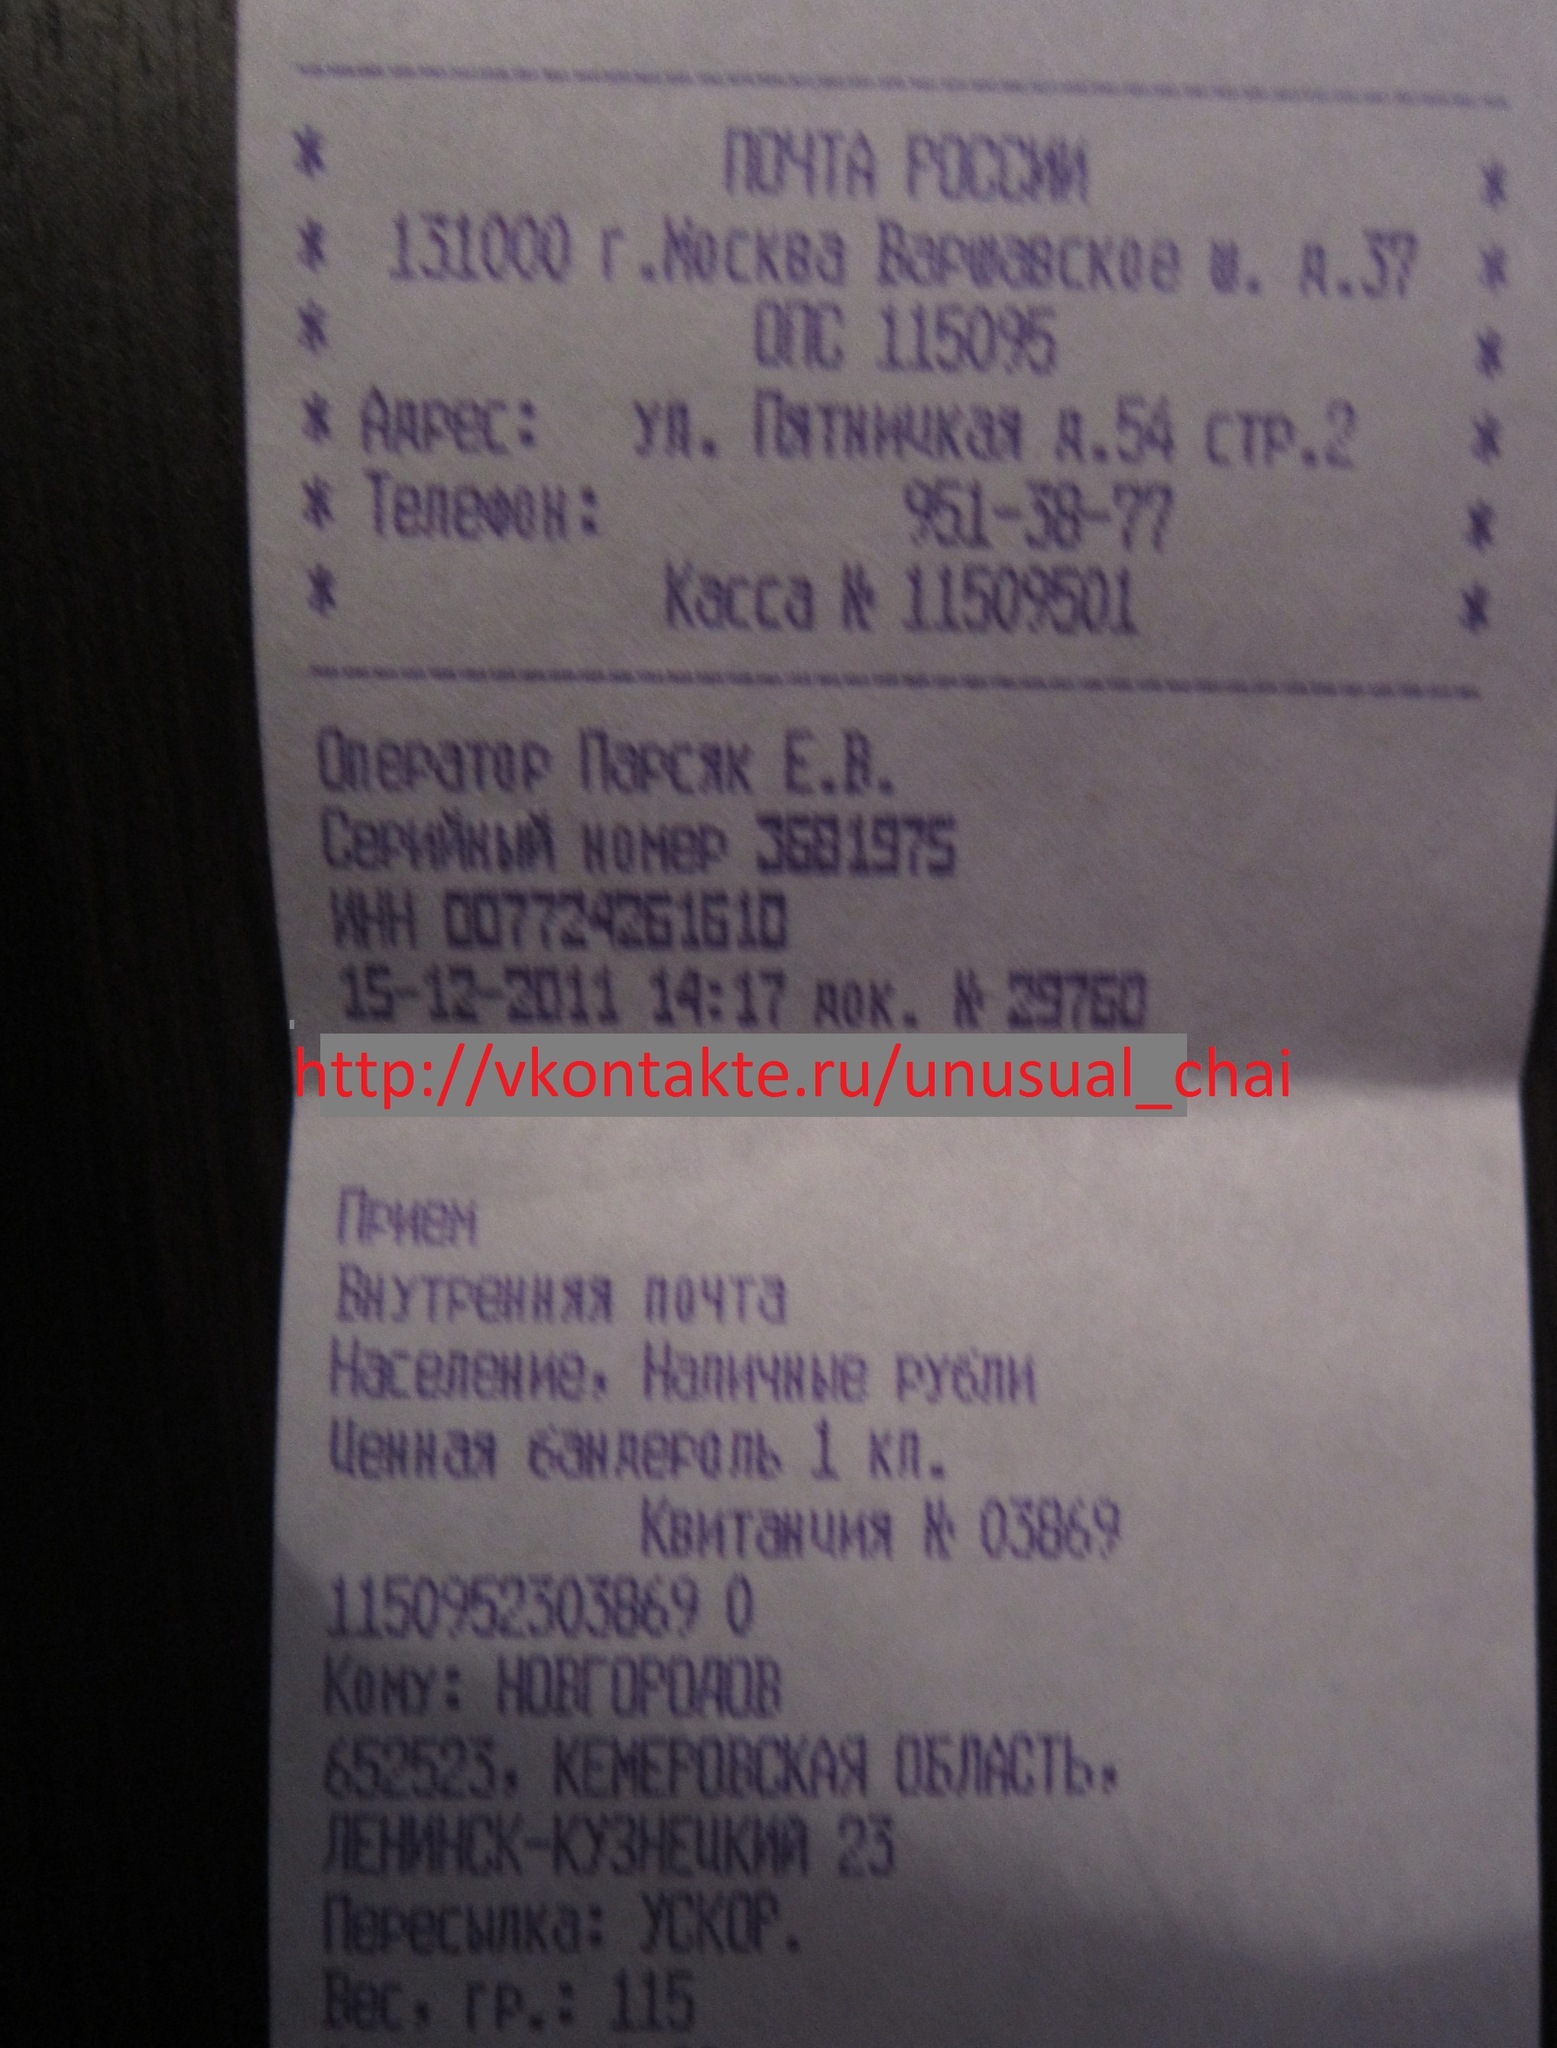 * ПОЧТА РОССИИ *
* 131000 г.Москва Варшавское ш. д.37 *
* ОПС 115095 *
* Адрес: ул. Пятницкая д.54 стр.2 *
* Телефон: 951-38-77 *
* Касса № 11509501 *
Оператор Парсяк Е.В.
Серийный номер 3681975
ИНН 007724261610
15-12-2011 14:17 док. № 29760
http://vkontakte.ru/unusual_chai
Прием
Внутренняя почта
Население, Наличные рубли
Ценная бандероль 1 кл.
Квитанция № 03869
1150952303869 0
Кому: НОВГОРОДОВ
652523, КЕМЕРОВСКАЯ ОБЛАСТЬ,
ЛЕНИНСК-КУЗНЕЦКИЙ 23
Пересылка: УСКОР.
Вес, гр.: 115